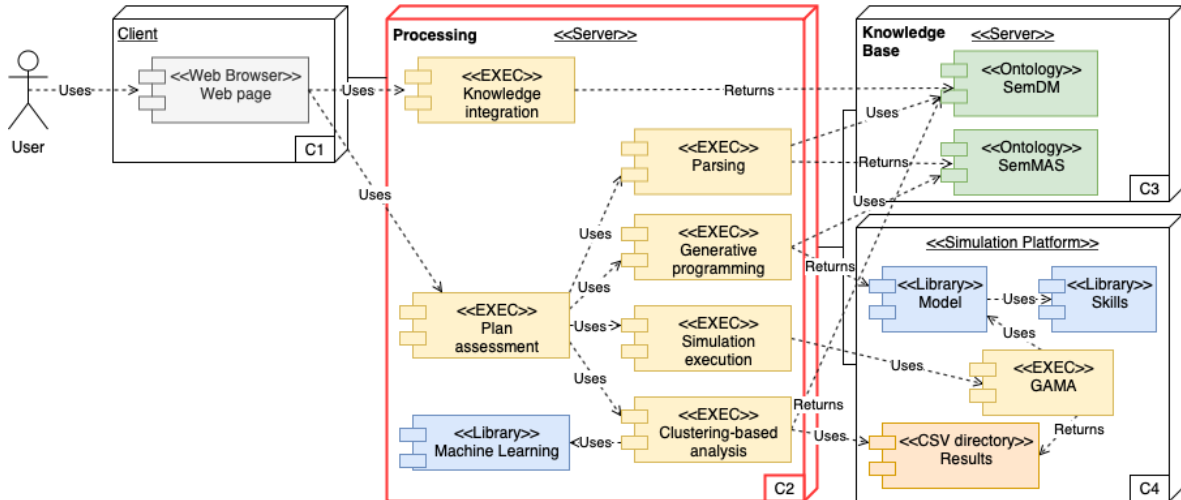 Client
Processing
<<Server>>
Knowledge
Base
<<Server>>
<<Web Browser>>
Web page
<<EXEC>>
Knowledge
integration
<<Ontology>>
SemDM
Uses
Uses
Returns
Uses
User
C1
<<EXEC>>
Parsing
Returns
<<Ontology>>
SemMAS
C3
Uses
Uses
Uses
<<EXEC>>
Generative
programming
Uses
Returns
<<Simulation Platform>>
<<Library>>
Model
Uses
<<Library>>
Skills
<<EXEC>>
Plan
assessment
Uses
<<EXEC>>
Simulation
execution
Uses
Uses
<<EXEC>>
GAMA
Uses
Returns
<<Library>>
Machine Learning
Uses
<<EXEC>>
Clustering-based
analysis
Uses
<<CSV directory>>
Results
Returns
C2
C4